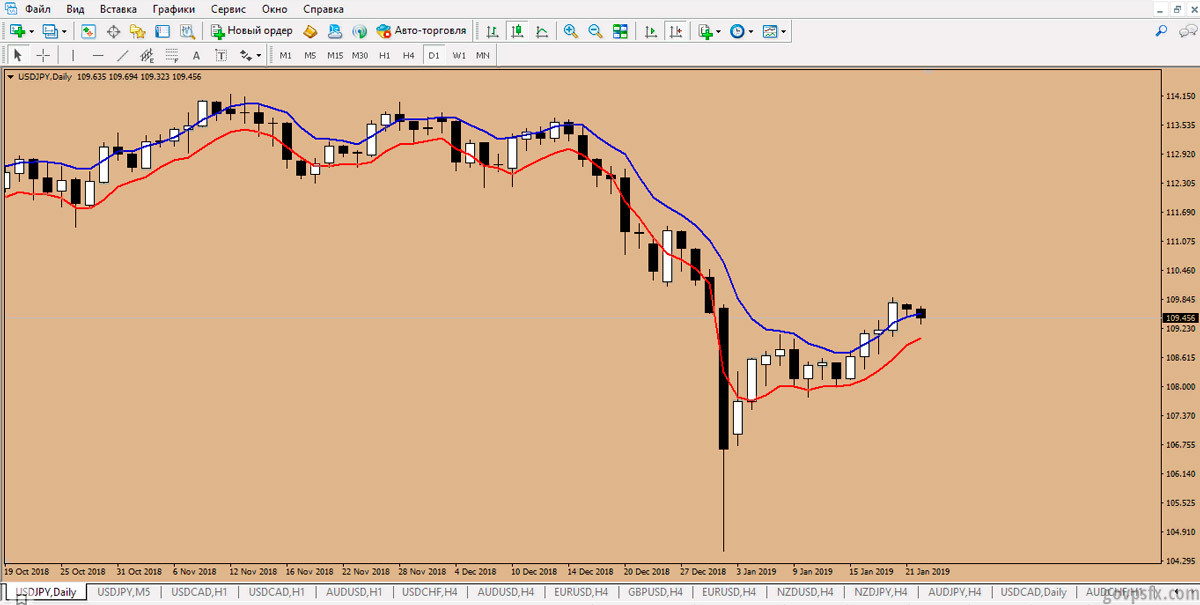 Файл Вид Вставка Графики Сервис Окно Справка
Новый ордер Авто-торговля
A T M1 M5 M15 M30 H1 H4 D1 W1 MN
USDJPY,Daily 109.635 109.694 109.323 109.456
114.150
113.535
112.920
112.305
111.690
111.075
110.460
109.845
109.456
109.230
108.615
108.000
107.370
106.755
106.140
105.525
104.910
104.295
19 Oct 2018 25 Oct 2018 31 Oct 2018 6 Nov 2018 12 Nov 2018 16 Nov 2018 22 Nov 2018 28 Nov 2018 4 Dec 2018 10 Dec 2018 14 Dec 2018 20 Dec 2018 27 Dec 2018 3 Jan 2019 9 Jan 2019 15 Jan 2019 21 Jan 2019
USDJPY,Daily USDJPY,M5 USDCAD,H1 USDCAD,H1 AUDUSD,H1 USDCHF,H4 AUDUSD,H4 EURUSD,H4 GBPUSD,H4 EURUSD,H4 NZDUSD,H4 NZDJPY,H4 AUDJPY,H4 USDCAD,Daily
govpsfx.com